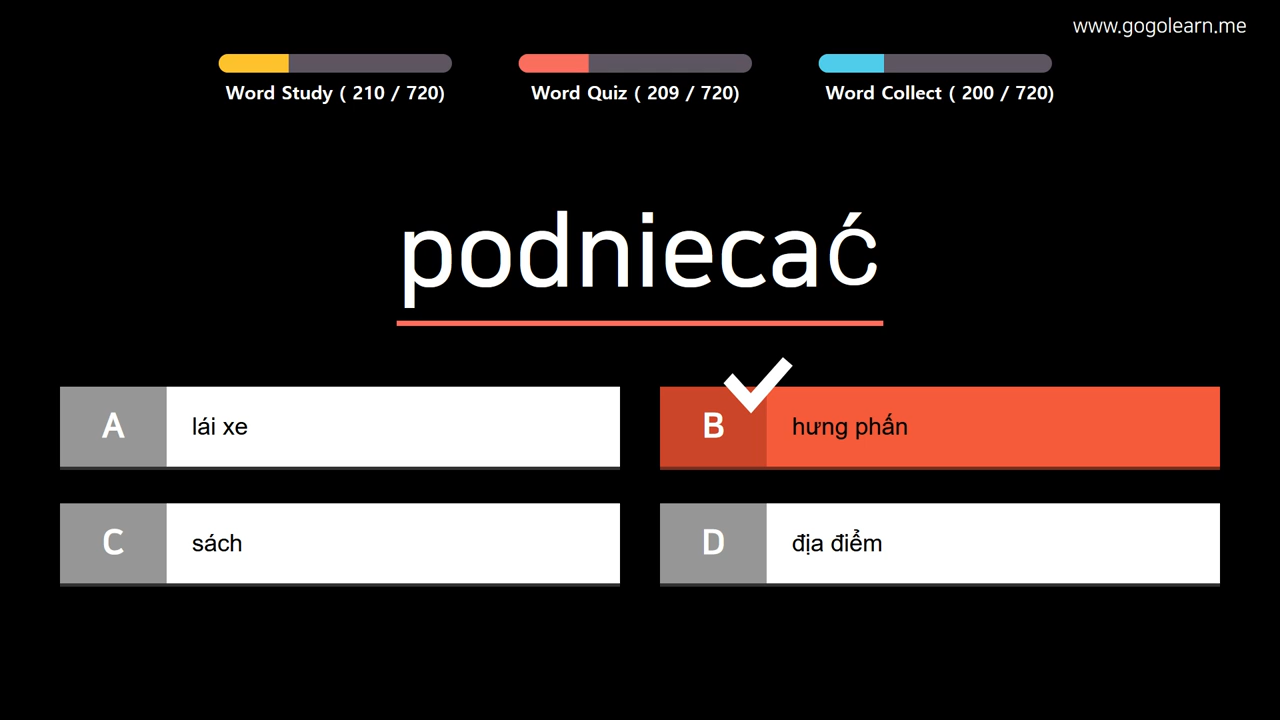 www.gogolearn.me
Word Study ( 210 / 720)
Word Quiz ( 209 / 720)
Word Collect ( 200 / 720)
podniecać
A
lái xe
B
hưng phấn
C
sách
D
địa điểm